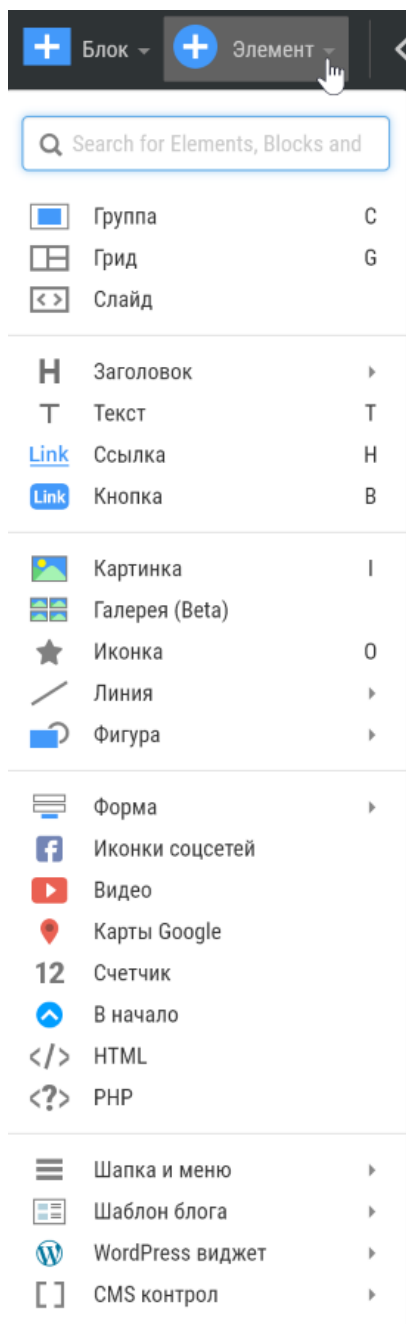 Блок
Элемент
Search for Elements, Blocks and
Группа C
Грид G
Слайд
H Заголовок
T Текст T
Link Ссылка H
Link Кнопка B
Картинка I
Галерея (Beta)
Иконка O
Линия
Фигура
Форма
f Иконки соцсетей
Видео
Карты Google
12 Счетчик
В начало
</> HTML
<?> PHP
Шапка и меню
Шаблон блога
W WordPress виджет
[ ] CMS контрол